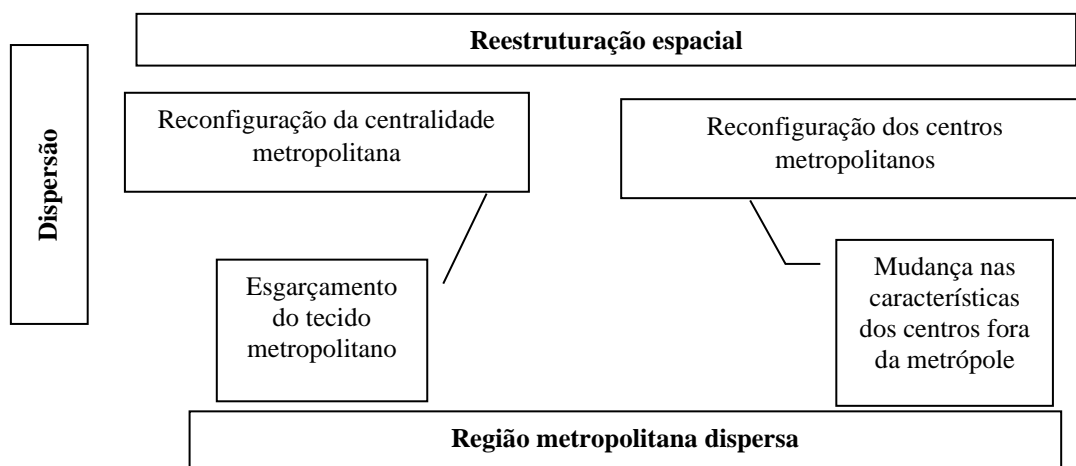 Reestruturação espacial
Dispersão
Reconfiguração da centralidade
metropolitana
Reconfiguração dos centros
metropolitanos
Esgarçamento
do tecido
metropolitano
Mudança nas
características
dos centros fora
da metrópole
Região metropolitana dispersa